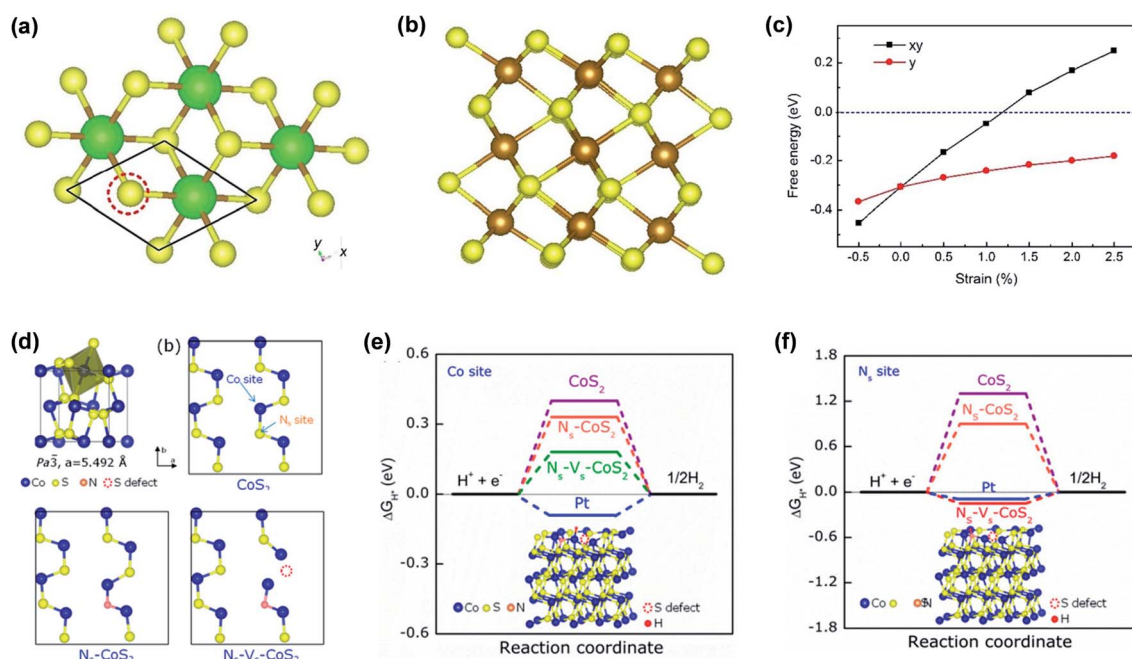 (a)
y
x
(b)
(c)
xy
y
Free energy (eV)
0.2
0.0
-0.2
-0.4
-0.5 0.0 0.5 1.0 1.5 2.0 2.5
Strain (%)
(d)
Pa3̄, a=5.492 Å
Co S N S defect
b
a
(b)
Co site
Nₛ site
CoS₂
Nₛ-CoS₂
Nₛ-Vₛ-CoS₂
(e)
ΔG_H* (eV)
0.6
0.3
0.0
-0.3
-0.6
Co site
CoS₂
Nₛ-CoS₂
Nₛ-Vₛ-CoS₂
H⁺ + e⁻
1/2H₂
Pt
Co S N
S defect
H
Reaction coordinate
(f)
ΔG_H* (eV)
1.8
1.2
0.6
0.0
-0.6
-1.2
-1.8
Nₛ site
CoS₂
Nₛ-CoS₂
H⁺ + e⁻
1/2H₂
Pt
Nₛ-Vₛ-CoS₂
Co S N
S defect
H
Reaction coordinate